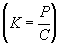 (K = P/C)